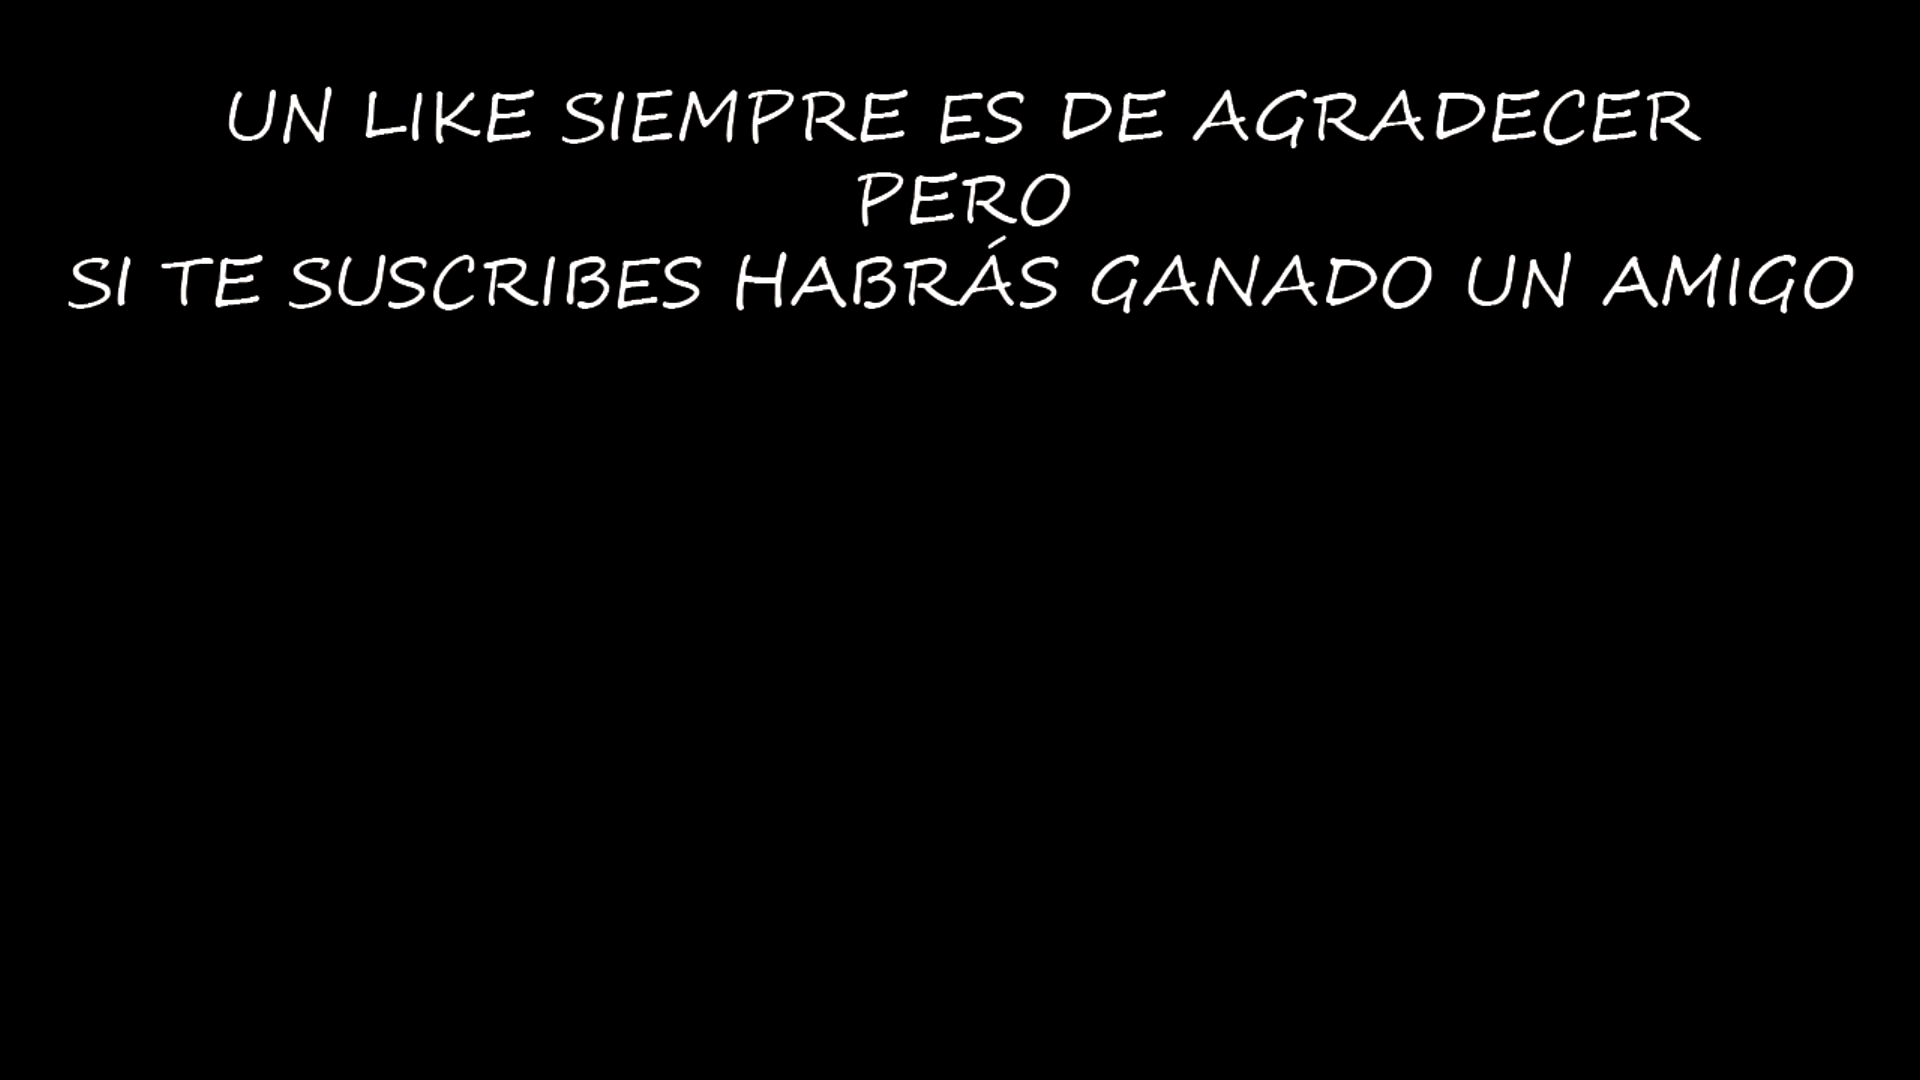 UN LIKE SIEMPRE ES DE AGRADECER
PERO
SI TE SUSCRIBES HABRÁS GANADO UN AMIGO